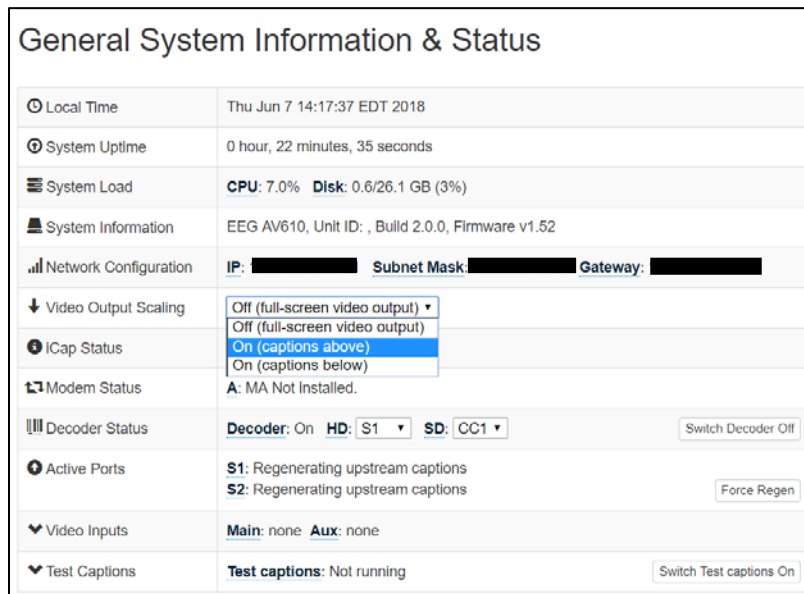 General System Information & Status
Local Time Thu Jun 7 14:17:37 EDT 2018
System Uptime 0 hour, 22 minutes, 35 seconds
System Load CPU: 7.0% Disk: 0.6/26.1 GB (3%)
System Information EEG AV610, Unit ID: , Build 2.0.0, Firmware v1.52
Network Configuration IP: Subnet Mask: Gateway:
Video Output Scaling Off (full-screen video output)
Off (full-screen video output)
iCap Status On (captions above)
On (captions below)
Modem Status A: MA Not Installed.
Decoder Status Decoder: On HD: S1 SD: CC1 Switch Decoder Off
Active Ports S1: Regenerating upstream captions
S2: Regenerating upstream captions Force Regen
Video Inputs Main: none Aux: none
Test Captions Test captions: Not running Switch Test captions On